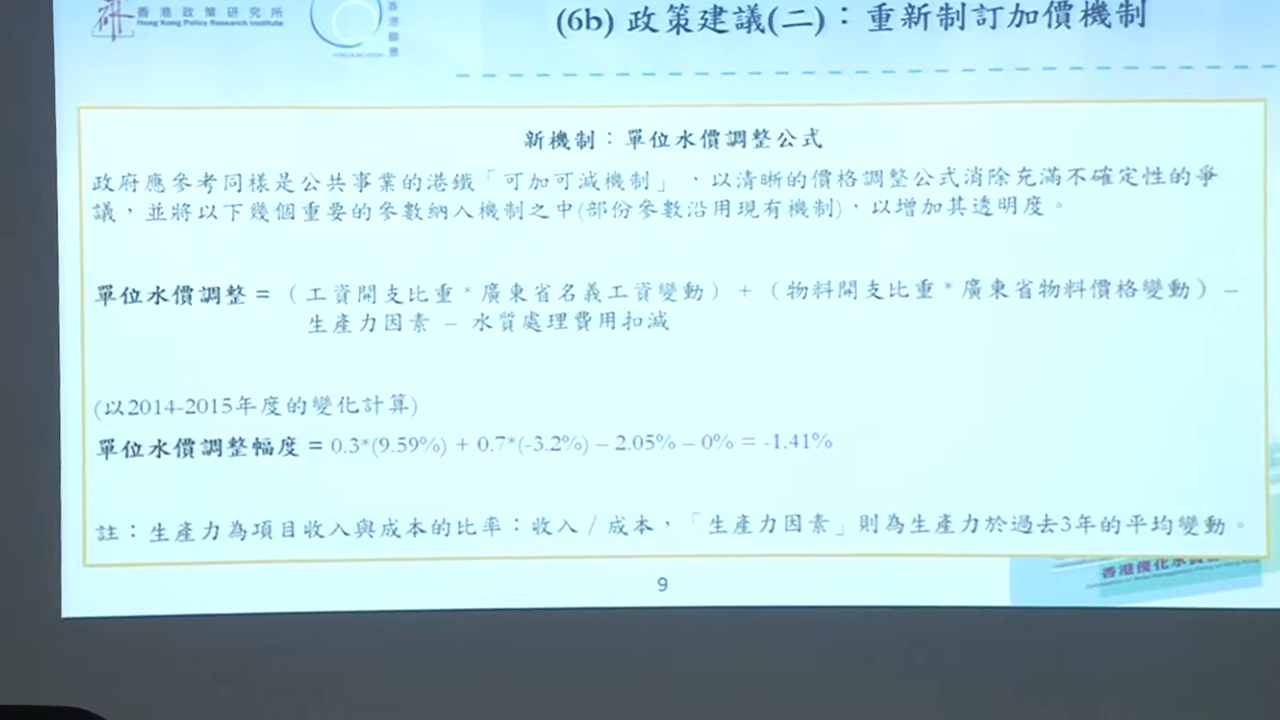 香港政策研究所
Hong Kong Policy Research Institute
香港願景
(6b) 政策建議(二)：重新制訂加價機制
新機制：單位水價調整公式
政府應參考同樣是公共事業的港鐵「可加可減機制」，以清晰的價格調整公式消除充滿不確定性的爭
議，並將以下幾個重要的參數納入機制之中(部份參數沿用現有機制)，以增加其透明度。
單位水價調整 = （工資開支比重 * 廣東省名義工資變動）+（物料開支比重 * 廣東省物料價格變動）–
生產力因素 – 水質處理費用扣減
(以2014-2015年度的變化計算)
單位水價調整幅度 = 0.3*(9.59%) + 0.7*(-3.2%) – 2.05% – 0% = -1.41%
註：生產力為項目收入與成本的比率：收入 / 成本，「生產力因素」則為生產力於過去3年的平均變動。
9
香港優化水資